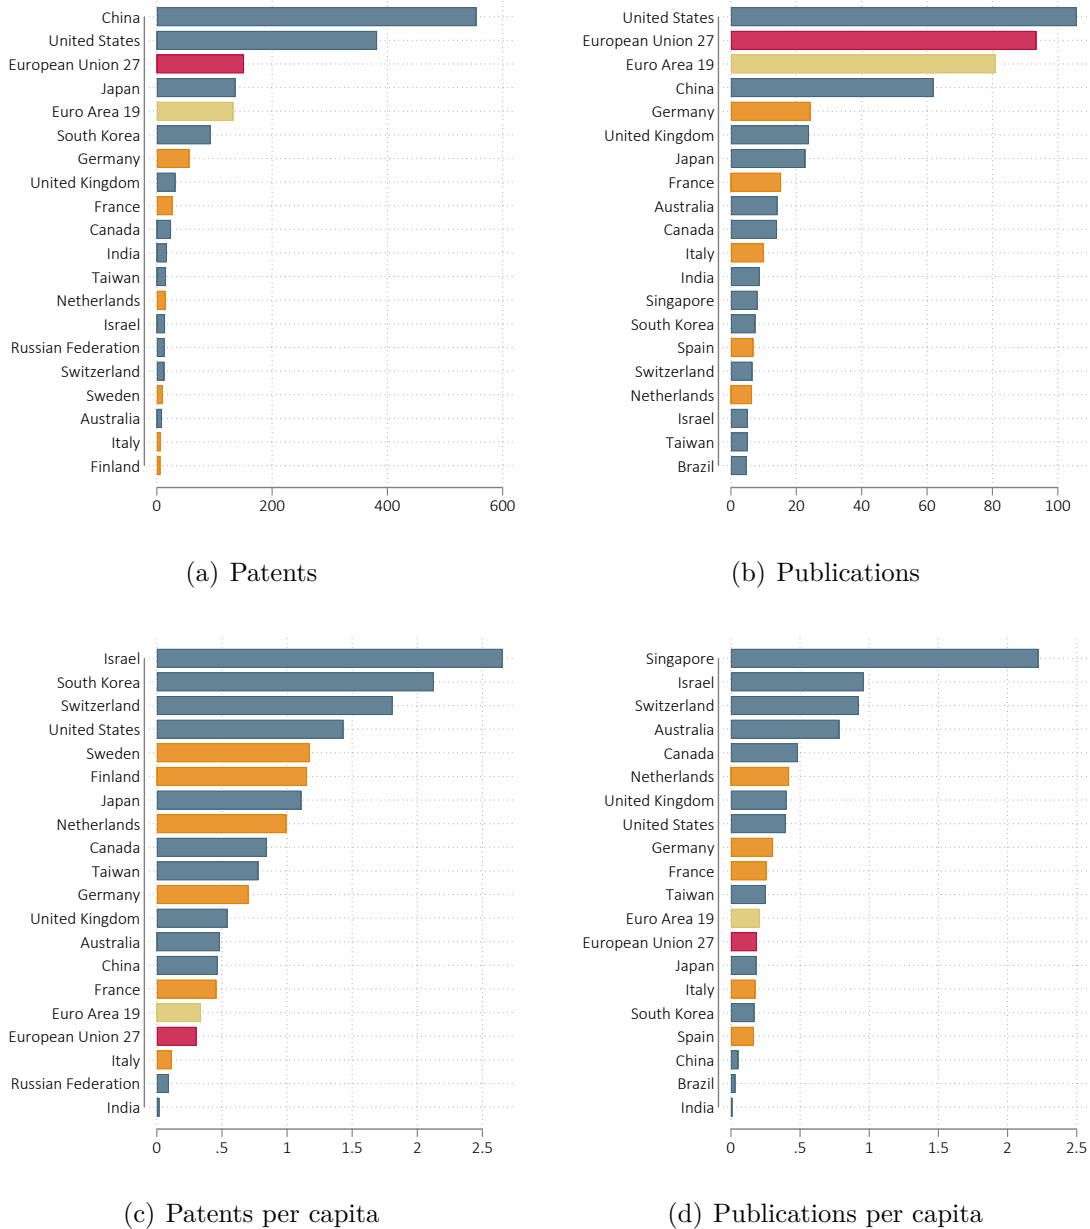 China
United States
European Union 27
Japan
Euro Area 19
South Korea
Germany
United Kingdom
France
Canada
India
Taiwan
Netherlands
Israel
Russian Federation
Switzerland
Sweden
Australia
Italy
Finland
0 200 400 600
(a) Patents
United States
European Union 27
Euro Area 19
China
Germany
United Kingdom
Japan
France
Australia
Canada
Italy
India
Singapore
South Korea
Spain
Switzerland
Netherlands
Israel
Taiwan
Brazil
0 20 40 60 80 100
(b) Publications
Israel
South Korea
Switzerland
United States
Sweden
Finland
Japan
Netherlands
Canada
Taiwan
Germany
United Kingdom
Australia
China
France
Euro Area 19
European Union 27
Italy
Russian Federation
India
0 .5 1 1.5 2 2.5
(c) Patents per capita
Singapore
Israel
Switzerland
Australia
Canada
Netherlands
United Kingdom
United States
Germany
France
Taiwan
Euro Area 19
European Union 27
Japan
Italy
South Korea
Spain
China
Brazil
India
0 .5 1 1.5 2 2.5
(d) Publications per capita